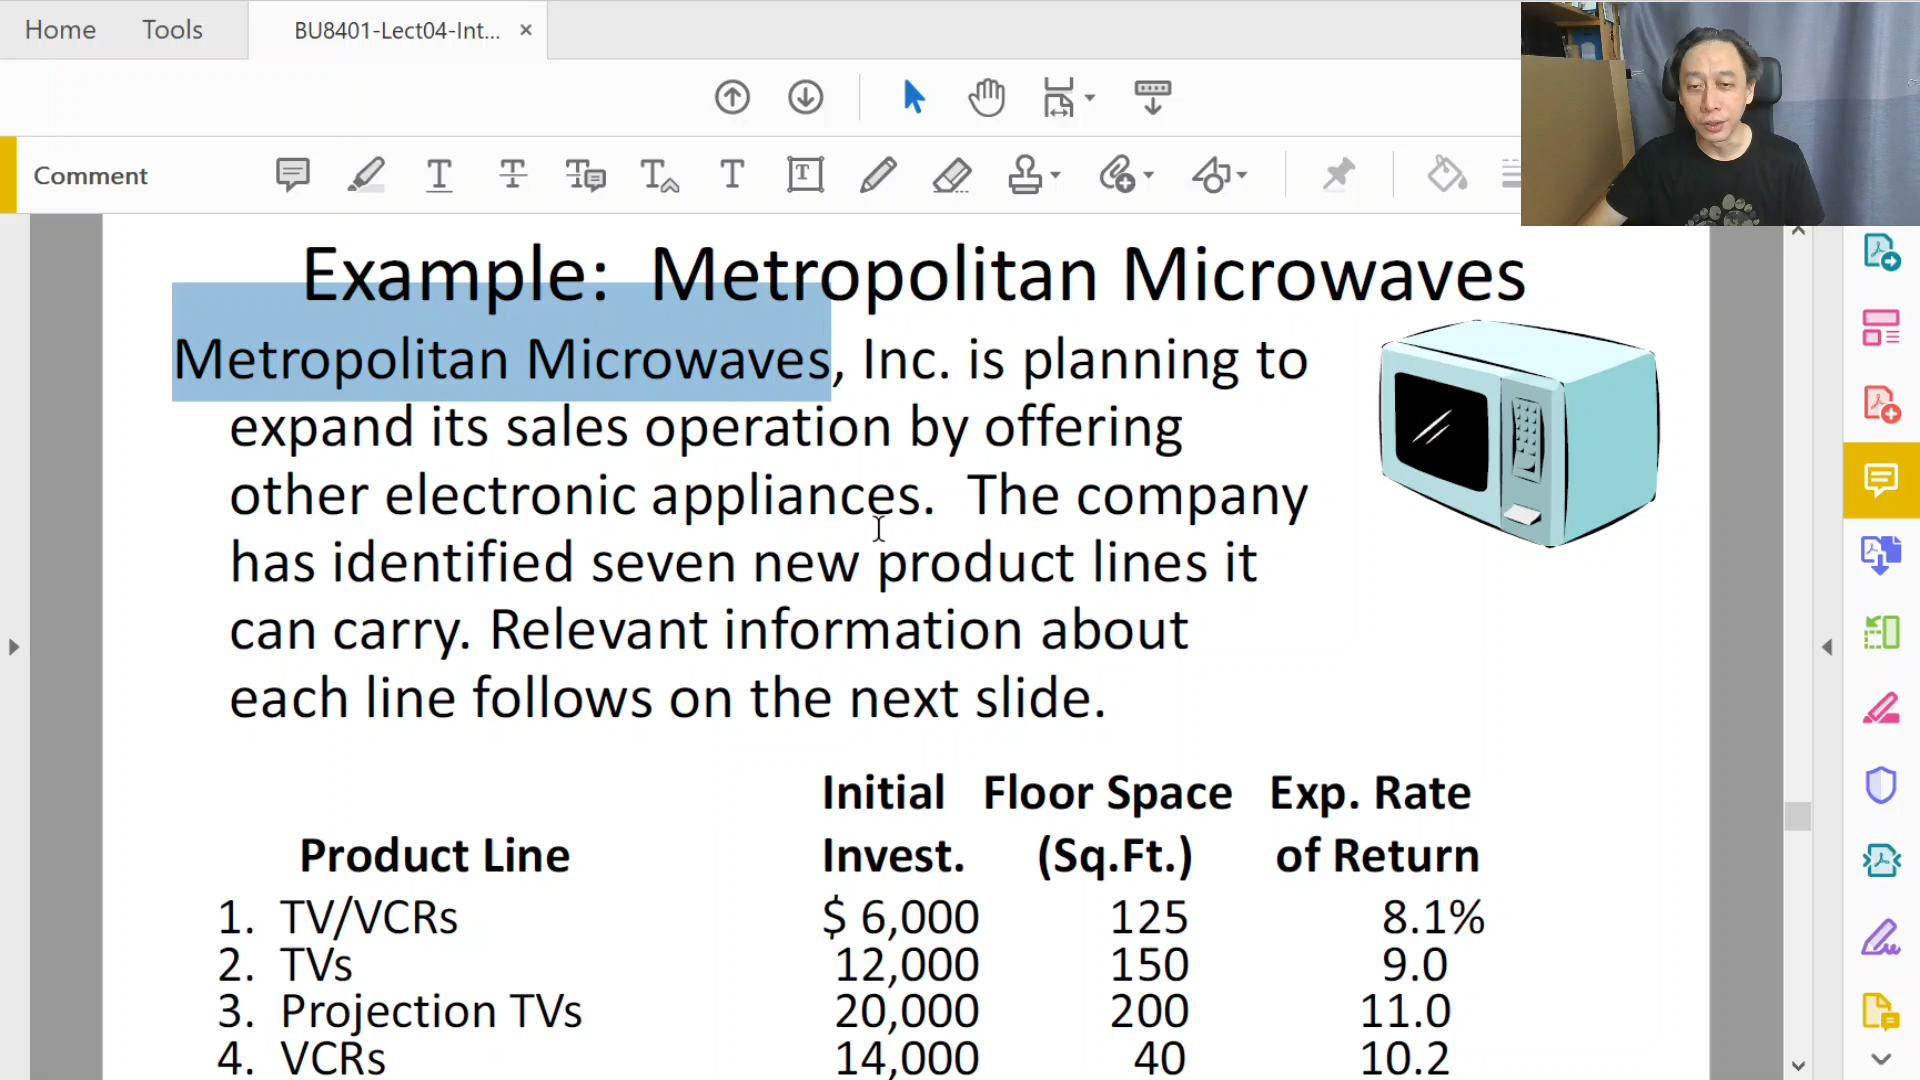 Home Tools BU8401-Lect04-Int... ×
Comment
Example: Metropolitan Microwaves
Metropolitan Microwaves, Inc. is planning to
expand its sales operation by offering
other electronic appliances. The company
has identified seven new product lines it
can carry. Relevant information about
each line follows on the next slide.
Initial Floor Space Exp. Rate
Product Line Invest. (Sq.Ft.) of Return
1. TV/VCRs $ 6,000 125 8.1%
2. TVs 12,000 150 9.0
3. Projection TVs 20,000 200 11.0
4. VCRs 14,000 40 10.2